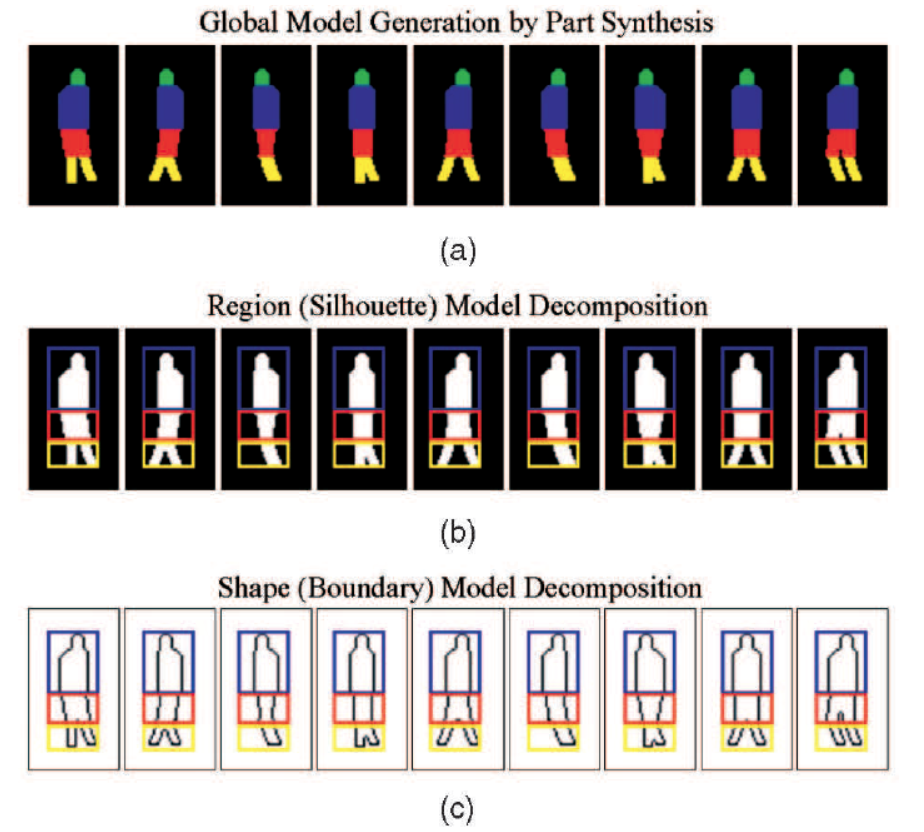 Global Model Generation by Part Synthesis
(a)
Region (Silhouette) Model Decomposition
(b)
Shape (Boundary) Model Decomposition
(c)